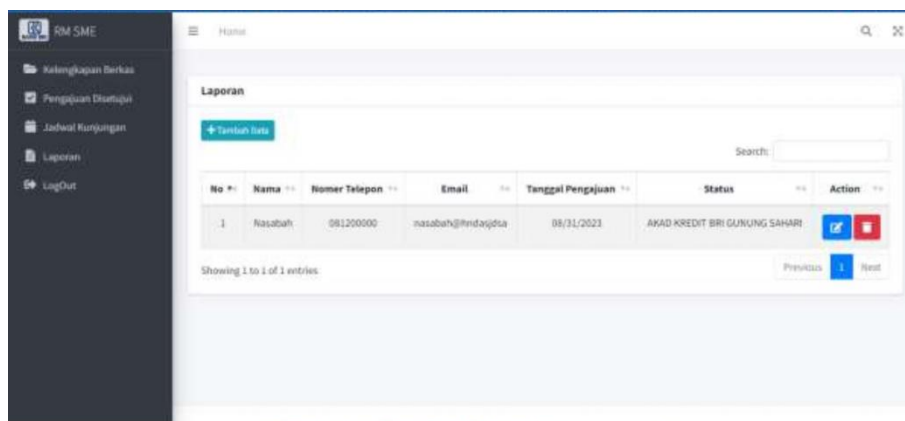 RM SME
Home
Kelengkapan Berkas
Pengajuan Disetujui
Jadwal Kunjungan
Laporan
LogOut
Laporan
+ Tambah Data
Search:
No Nama Nomer Telepon Email Tanggal Pengajuan Status Action
1 Nasabah 081200000 08/31/2023 AKAD KREDIT BRI GUNUNG SAHARI
Showing 1 to 1 of 1 entries
Previous 1 Next